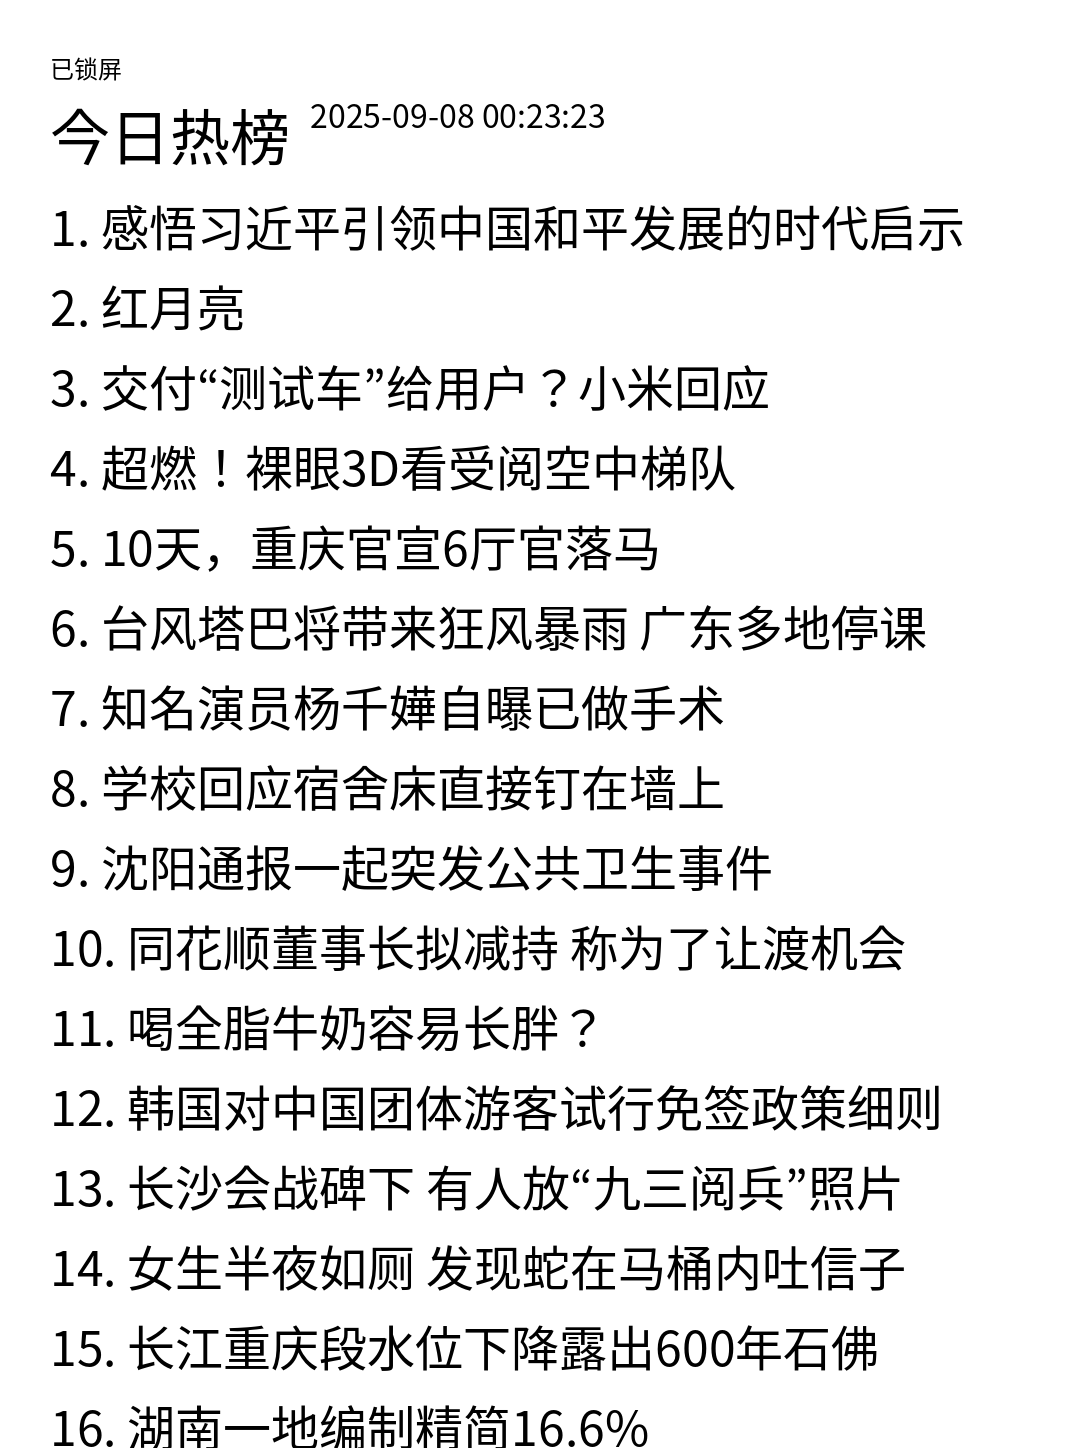 已锁屏
今日热榜 2025-09-08 00:23:23
1. 感悟习近平引领中国和平发展的时代启示
2. 红月亮
3. 交付“测试车”给用户？小米回应
4. 超燃！裸眼3D看受阅空中梯队
5. 10天，重庆官宣6厅官落马
6. 台风塔巴将带来狂风暴雨 广东多地停课
7. 知名演员杨千嬅自曝已做手术
8. 学校回应宿舍床直接钉在墙上
9. 沈阳通报一起突发公共卫生事件
10. 同花顺董事长拟减持 称为了让渡机会
11. 喝全脂牛奶容易长胖？
12. 韩国对中国团体游客试行免签政策细则
13. 长沙会战碑下 有人放“九三阅兵”照片
14. 女生半夜如厕 发现蛇在马桶内吐信子
15. 长江重庆段水位下降露出600年石佛
16. 湖南一地编制精简16.6%